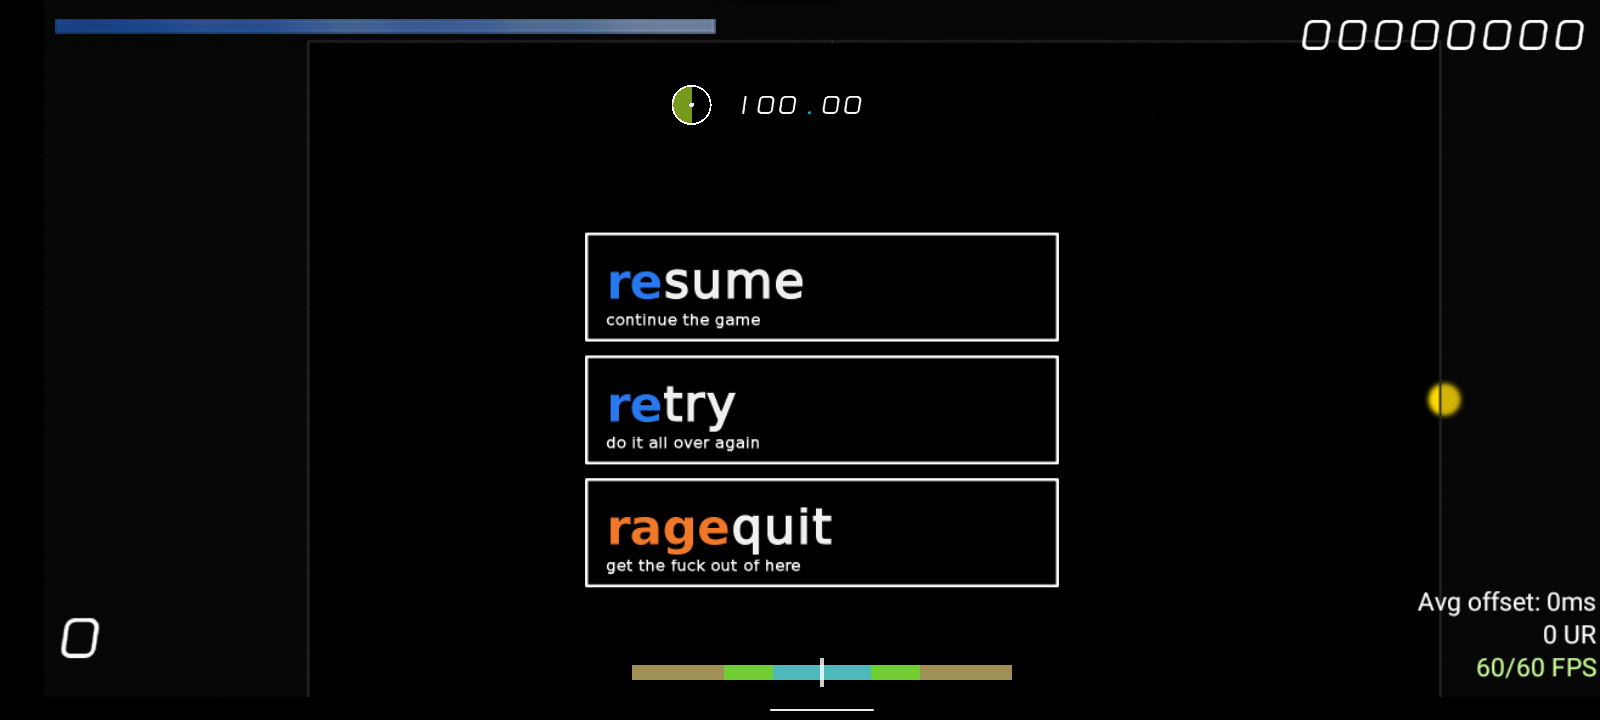 00000000
100.00
resume
continue the game
retry
do it all over again
ragequit
get the fuck out of here
Avg offset: 0ms
0
0 UR
60/60 FPS